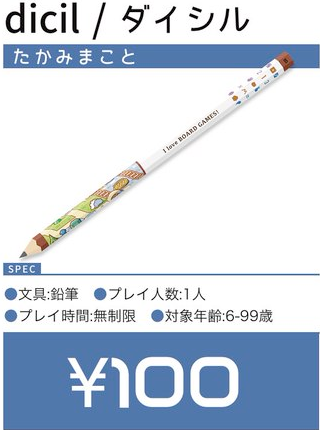 dicil / ダイシル
たかみまこと
I love BOARD GAMES!
SPEC
●文具:鉛筆 ●プレイ人数:1人
●プレイ時間:無制限 ●対象年齢:6-99歳
¥100